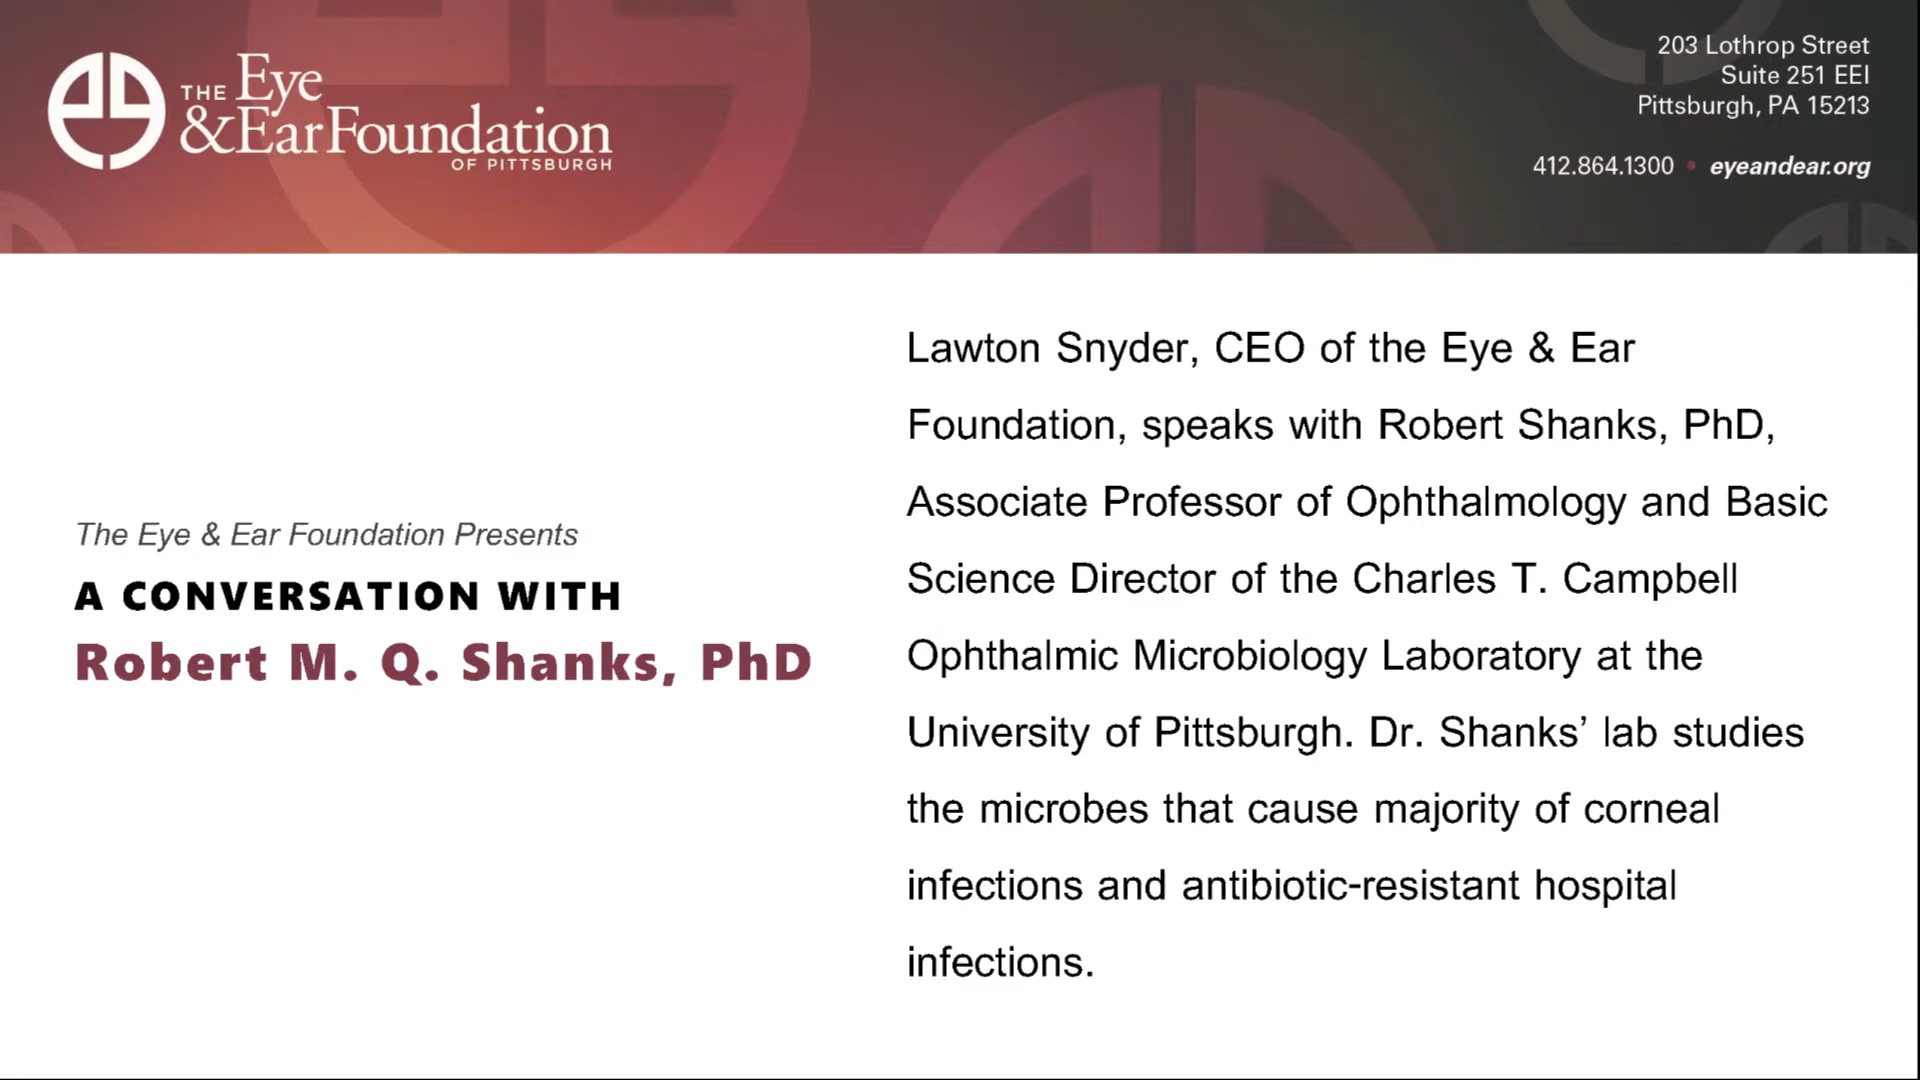 THE Eye
&EarFoundation
OF PITTSBURGH
203 Lothrop Street
Suite 251 EEI
Pittsburgh, PA 15213
412.864.1300 • eyeandear.org
The Eye & Ear Foundation Presents
A CONVERSATION WITH
Robert M. Q. Shanks, PhD
Lawton Snyder, CEO of the Eye & Ear
Foundation, speaks with Robert Shanks, PhD,
Associate Professor of Ophthalmology and Basic
Science Director of the Charles T. Campbell
Ophthalmic Microbiology Laboratory at the
University of Pittsburgh. Dr. Shanks’ lab studies
the microbes that cause majority of corneal
infections and antibiotic-resistant hospital
infections.